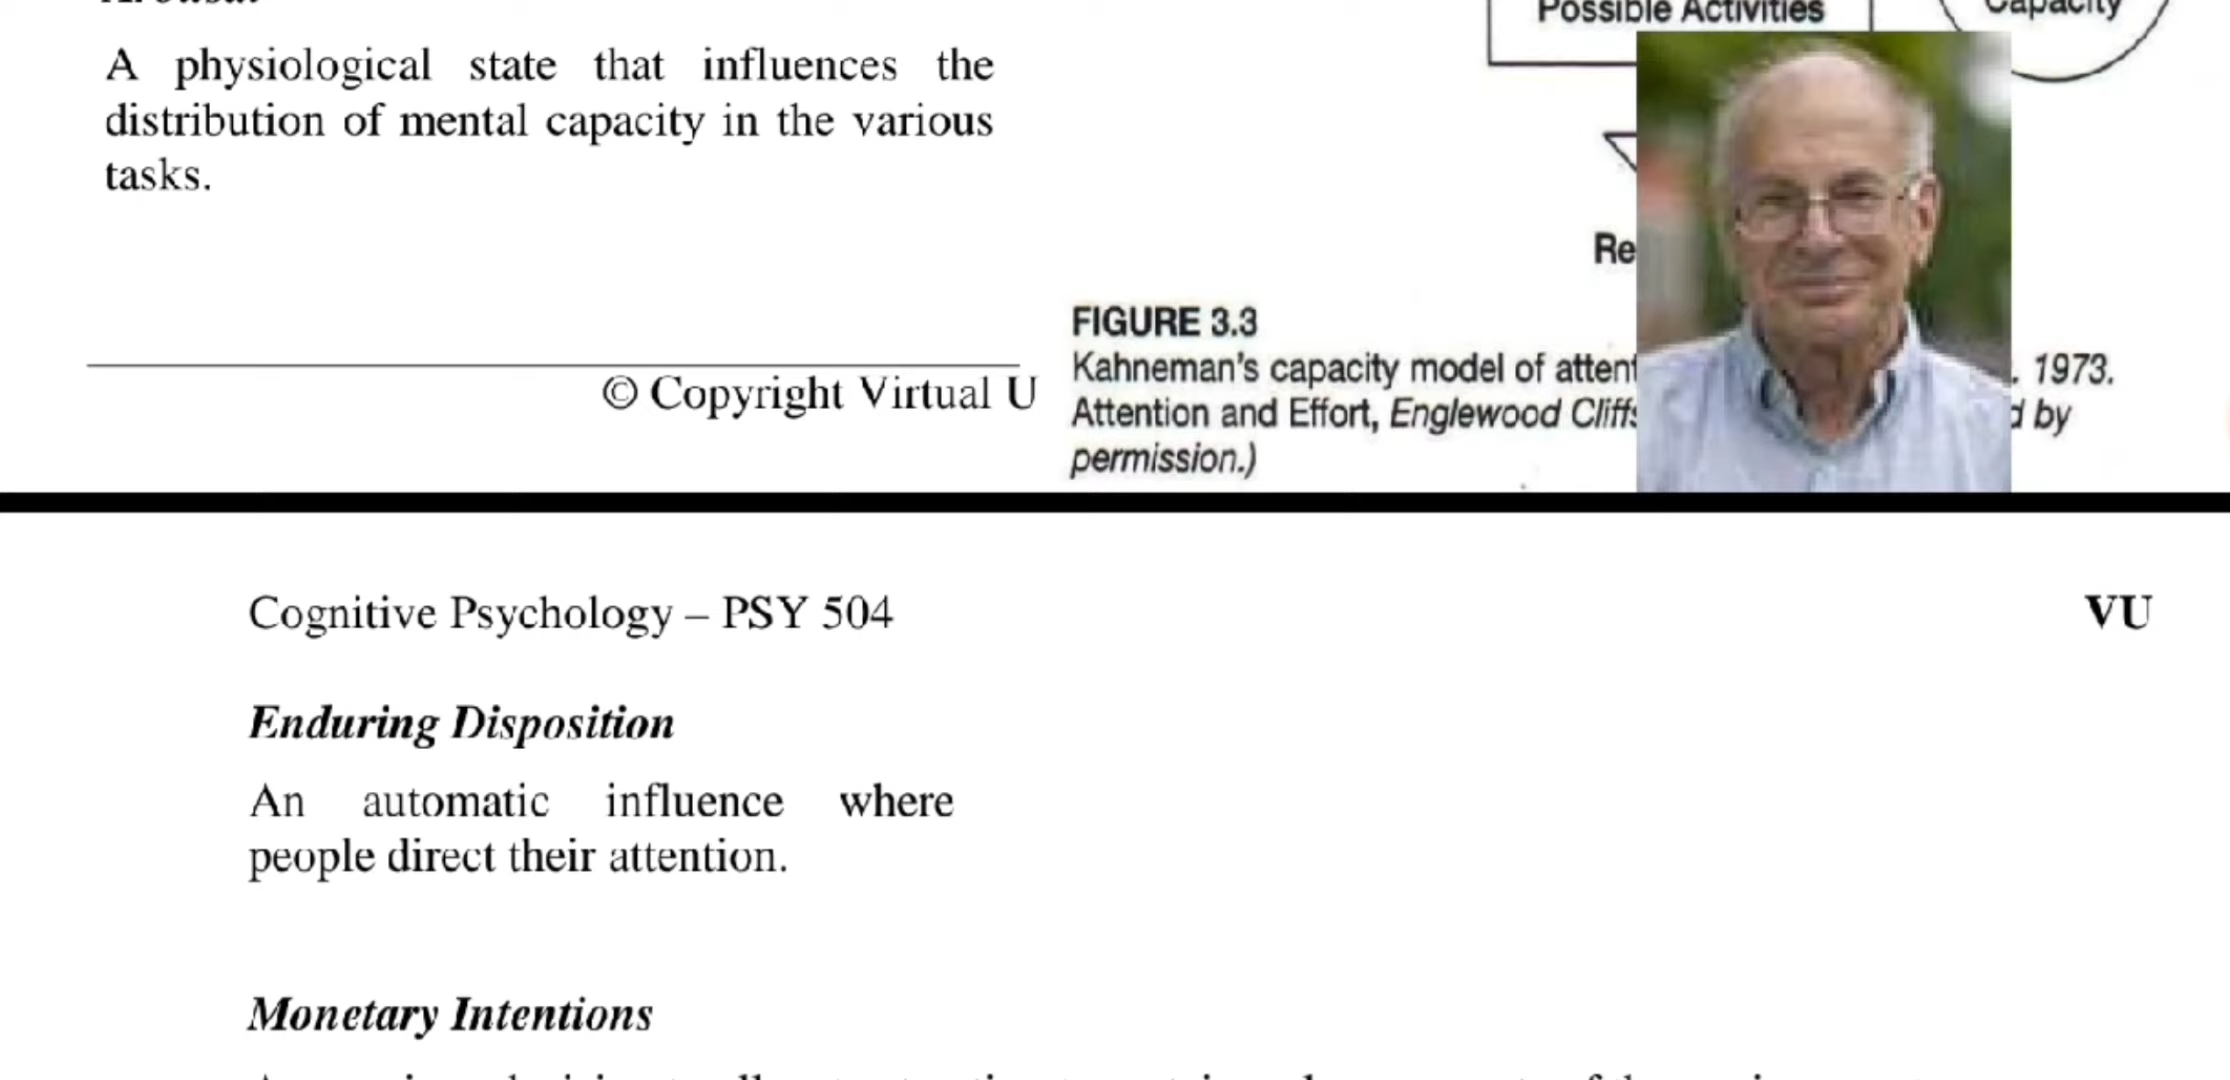 Possible Activities
Capacity
A physiological state that influences the
distribution of mental capacity in the various
tasks.
Re
FIGURE 3.3
Kahneman's capacity model of attent
. 1973.
© Copyright Virtual U
Attention and Effort, Englewood Cliffs
d by
permission.)
Cognitive Psychology – PSY 504
VU
Enduring Disposition
An automatic influence where
people direct their attention.
Monetary Intentions